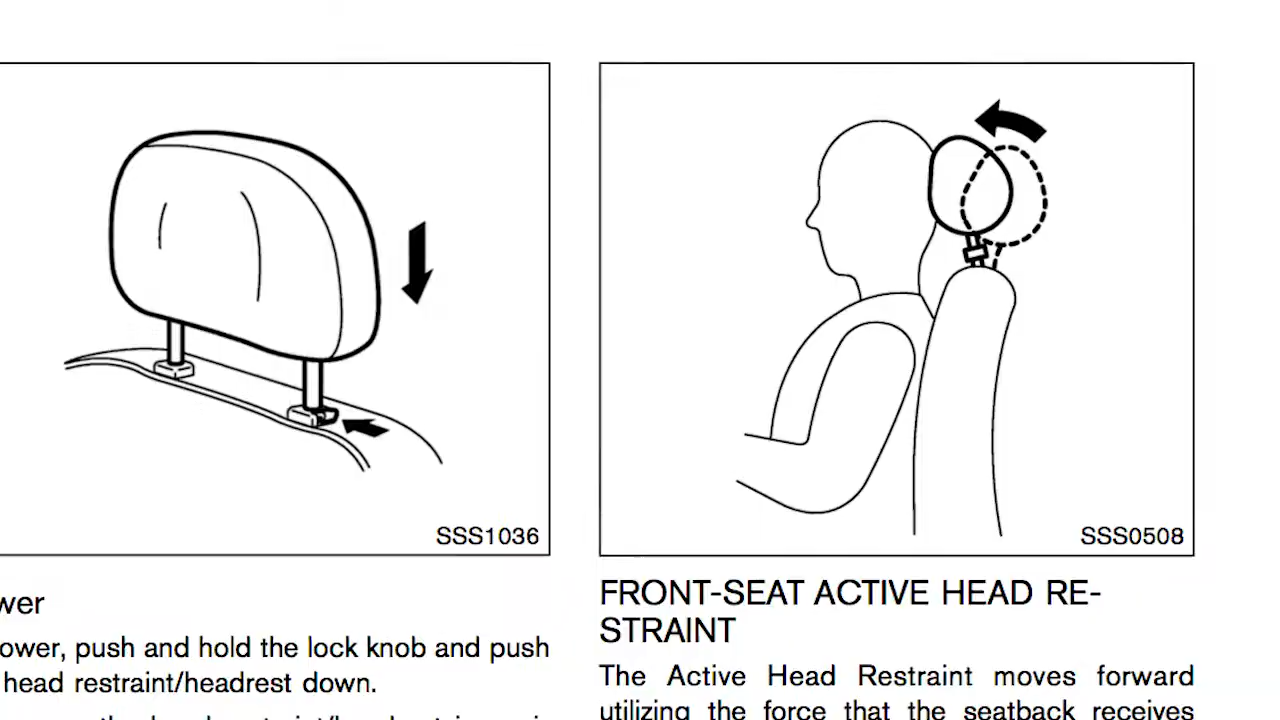 SSS1036
wer
ower, push and hold the lock knob and push
head restraint/headrest down.
SSS0508
FRONT-SEAT ACTIVE HEAD RE-
STRAINT
The Active Head Restraint moves forward
utilizing the force that the seatback receives